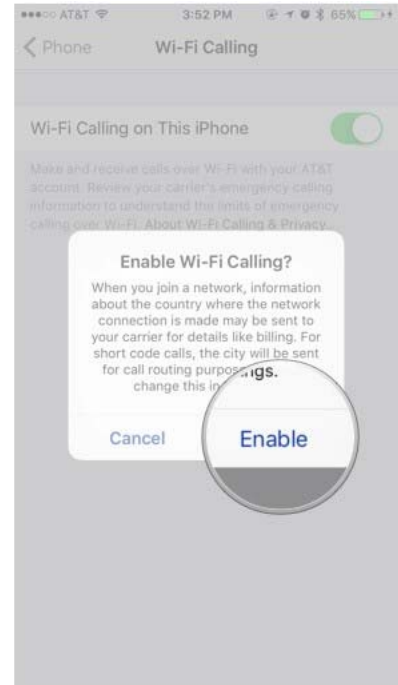 AT&T 3:52 PM 65%
Phone Wi-Fi Calling
Wi-Fi Calling on This iPhone
Make and receive calls over Wi-Fi with your AT&T
account. Review your carrier's emergency calling
information to understand the limits of emergency
calling over Wi-Fi. About Wi-Fi Calling & Privacy
Enable Wi-Fi Calling?
When you join a network, information
about the country where the network
connection is made may be sent to
your carrier for details like billing. For
short code calls, the city will be sent
for call routing purpo ngs.
change this in
Cancel Enable